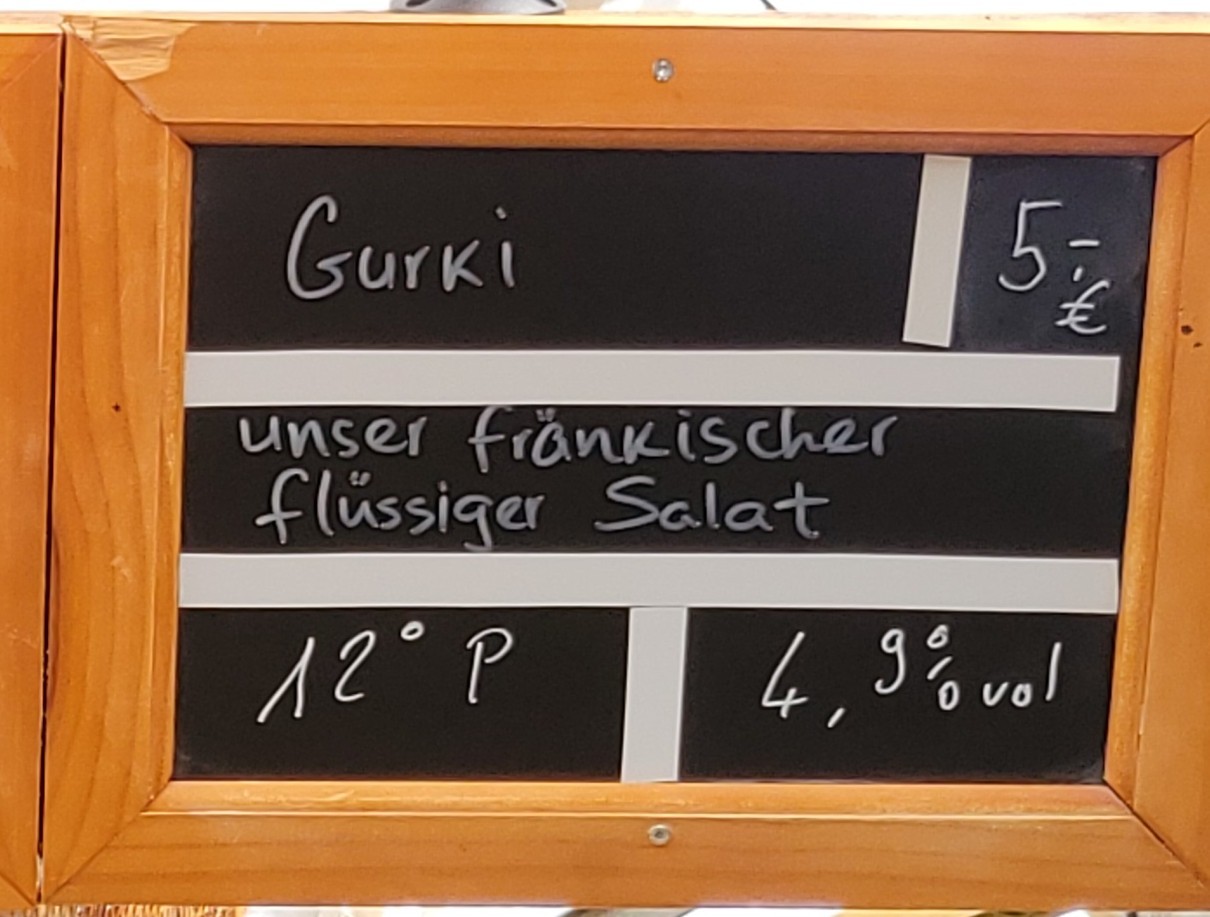 Gurki 5,- €
unser fränkischer
flüssiger Salat
12° P 4,9% vol